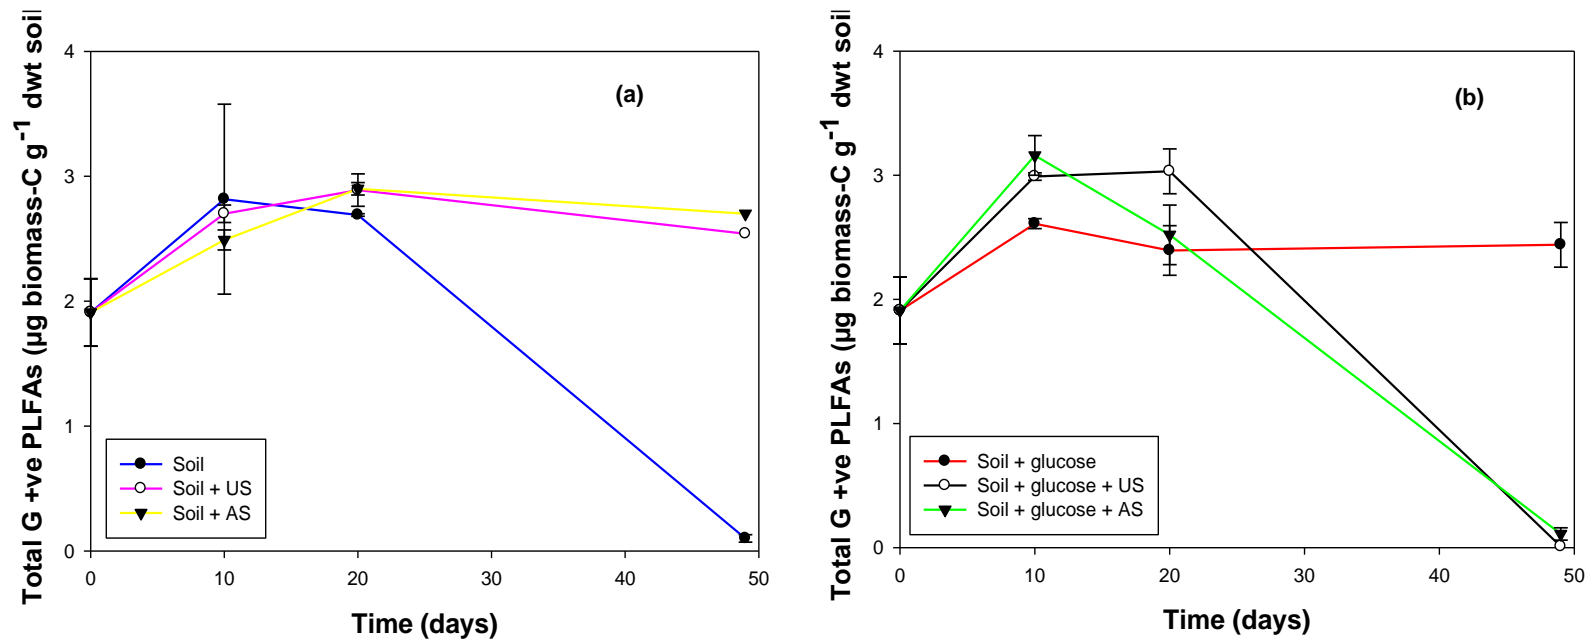 Total G +ve PLFAs (µg biomass-C g-1 dwt soil
4
3
2
1
0
(a)
Soil
Soil + US
Soil + AS
0 10 20 30 40 50
Time (days)
Total G +ve PLFAs (µg biomass-C g-1 dwt soil
4
3
2
1
0
(b)
Soil + glucose
Soil + glucose + US
Soil + glucose + AS
0 10 20 30 40 50
Time (days)